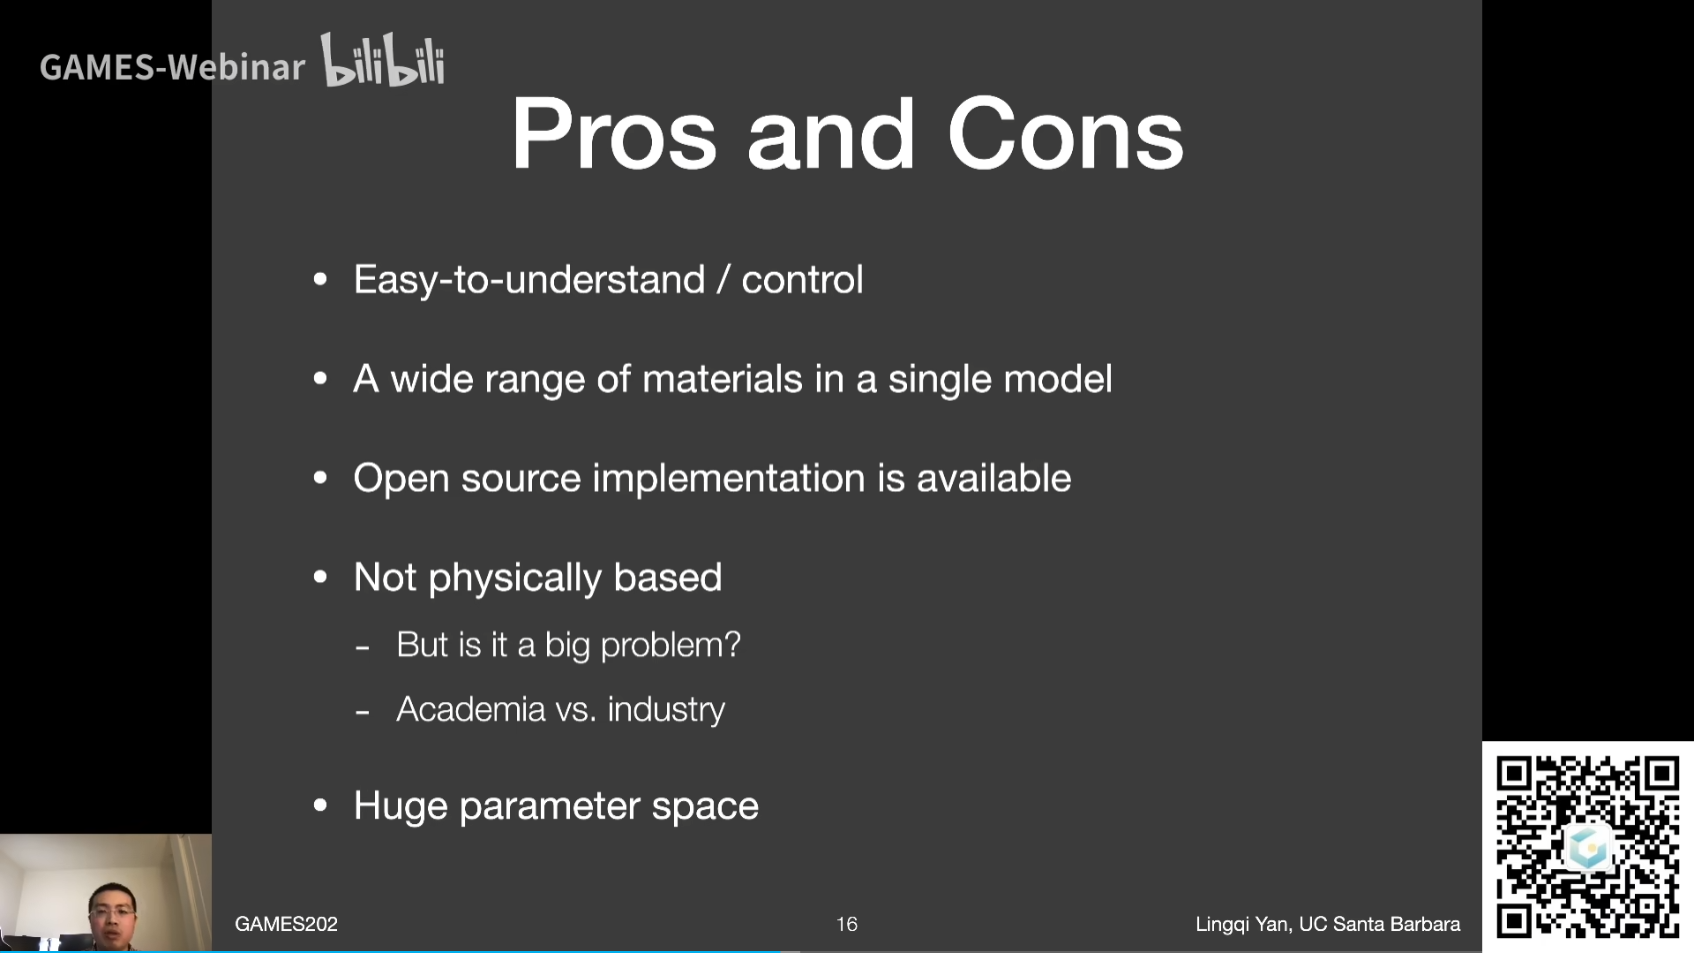 GAMES-Webinar bilibili
Pros and Cons
• Easy-to-understand / control
• A wide range of materials in a single model
• Open source implementation is available
• Not physically based
- But is it a big problem?
- Academia vs. industry
• Huge parameter space
GAMES202
16
Lingqi Yan, UC Santa Barbara